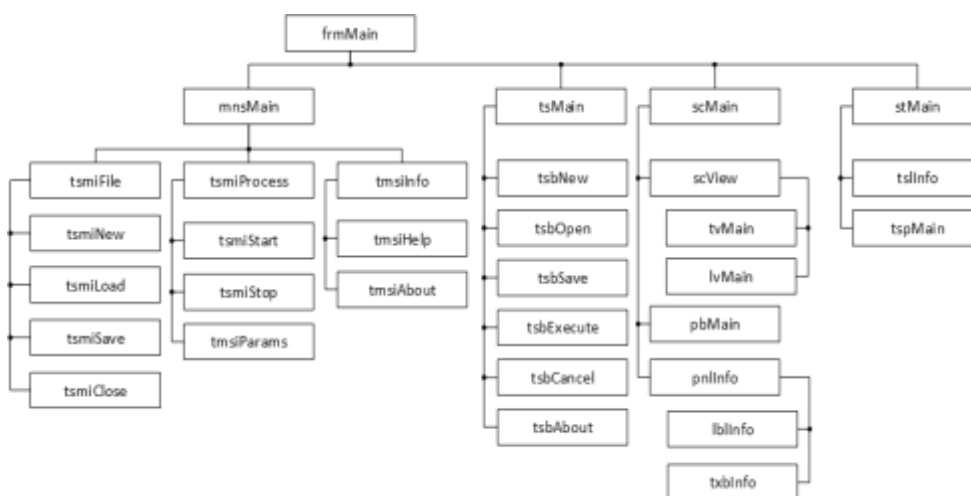 frmMain
mnsMain
tsMain
scMain
stMain
tsmiFile
tsmiProcess
tmsiInfo
tsbNew
scView
tslInfo
tsmiNew
tsmiStart
tmsiHelp
tsbOpen
tvMain
tspMain
tsmiLoad
tsmiStop
tmsiAbout
tsbSave
lvMain
tsmiSave
tmsiParams
tsbExecute
pbMain
tsmiClose
tsbCancel
pnlInfo
tsbAbout
lblInfo
txbInfo